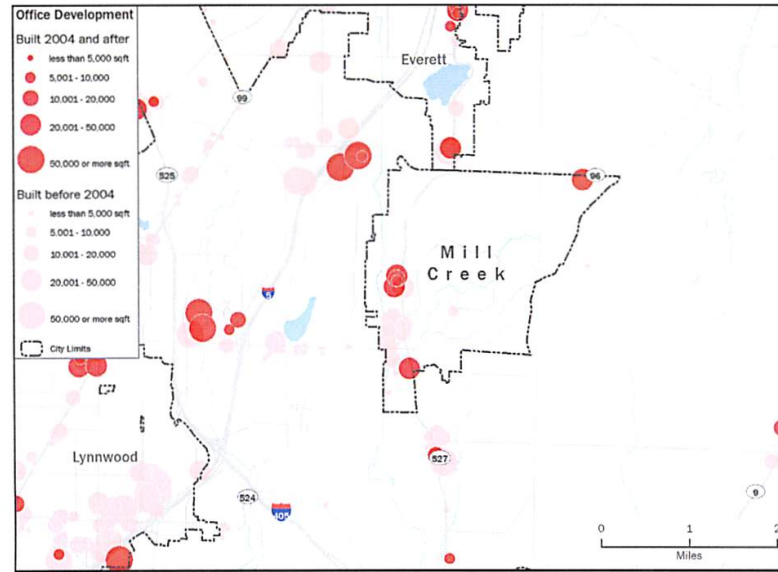 Office Development
Built 2004 and after
less than 5,000 sqft
5,001 - 10,000
10,001 - 20,000
20,001 - 50,000
50,000 or more sqft
Built before 2004
less than 5,000 sqft
5,001 - 10,000
10,001 - 20,000
20,001 - 50,000
50,000 or more sqft
City Limits
Everett
99
525
96
Mill
Creek
5
Lynnwood
527
524
405
9
0 1 2
Miles